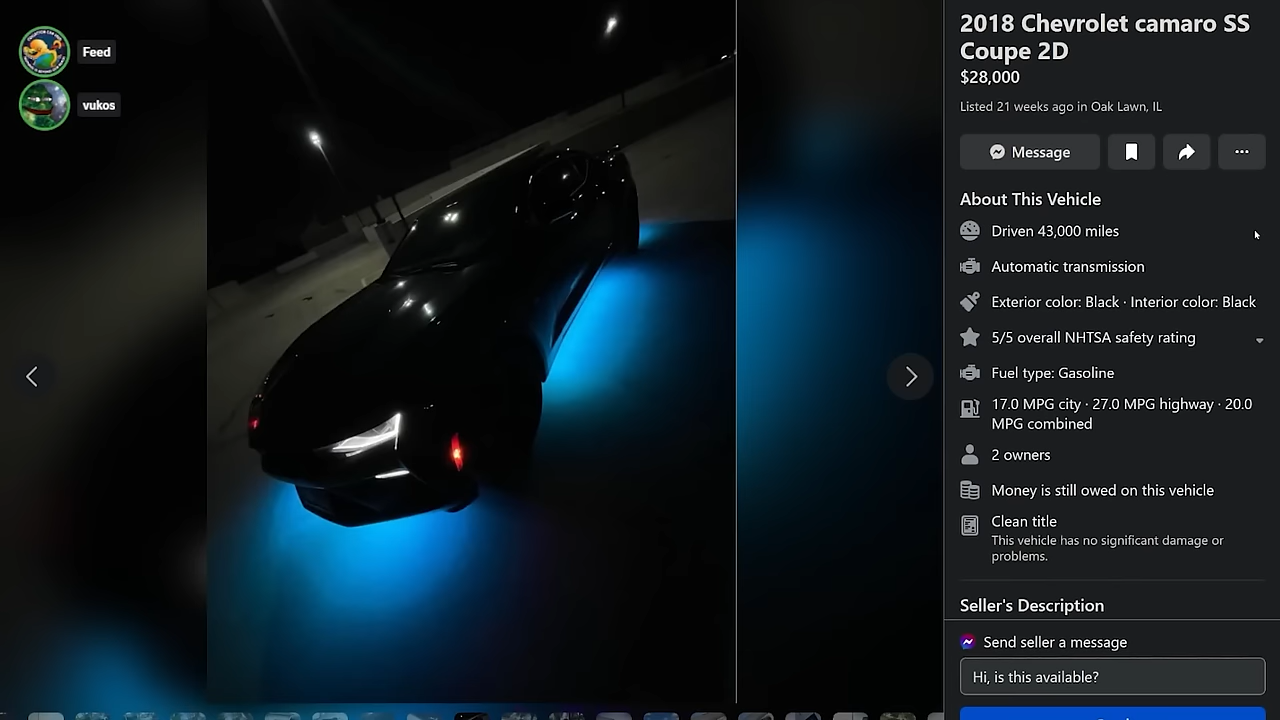 Feed
vukos
2018 Chevrolet camaro SS
Coupe 2D
$28,000
Listed 21 weeks ago in Oak Lawn, IL
Message
About This Vehicle
Driven 43,000 miles
Automatic transmission
Exterior color: Black · Interior color: Black
5/5 overall NHTSA safety rating
Fuel type: Gasoline
17.0 MPG city · 27.0 MPG highway · 20.0
MPG combined
2 owners
Money is still owed on this vehicle
Clean title
This vehicle has no significant damage or
problems.
Seller's Description
Send seller a message
Hi, is this available?